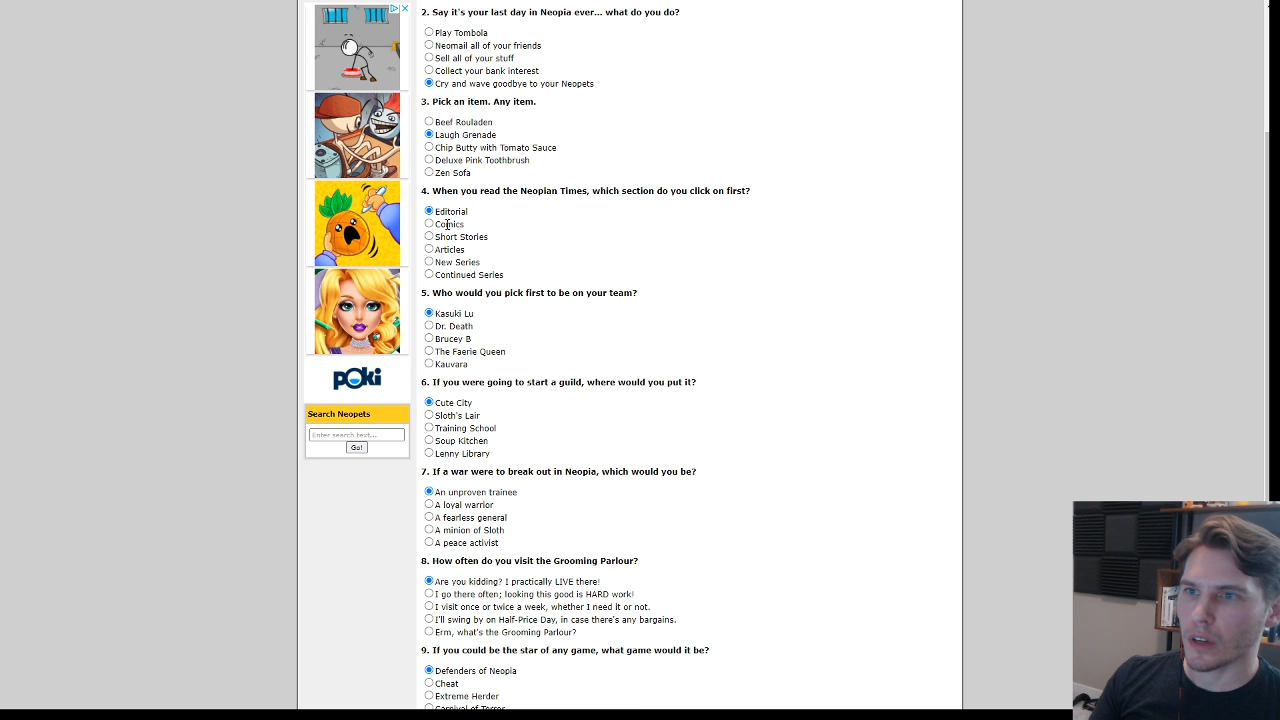 2. Say it's your last day in Neopia ever... what do you do?
Play Tombola
Neomail all of your friends
Sell all of your stuff
Collect your bank interest
Cry and wave goodbye to your Neopets
3. Pick an item. Any item.
Beef Rouladen
Laugh Grenade
Chip Butty with Tomato Sauce
Deluxe Pink Toothbrush
Zen Sofa
4. When you read the Neopian Times, which section do you click on first?
Editorial
Comics
Short Stories
Articles
New Series
Continued Series
5. Who would you pick first to be on your team?
Kasuki Lu
Dr. Death
Brucey B
The Faerie Queen
Kauvara
6. If you were going to start a guild, where would you put it?
Cute City
Sloth's Lair
Training School
Soup Kitchen
Lenny Library
7. If a war were to break out in Neopia, which would you be?
An unproven trainee
A loyal warrior
A fearless general
A minion of Sloth
A peace activist
8. How often do you visit the Grooming Parlour?
Are you kidding? I practically LIVE there!
I go there often; looking this good is HARD work!
I visit once or twice a week, whether I need it or not.
I'll swing by on Half-Price Day, in case there's any bargains.
Erm, what's the Grooming Parlour?
9. If you could be the star of any game, what game would it be?
Defenders of Neopia
Cheat
Extreme Herder
Carnival of Terror
poki
Search Neopets
Enter search text...
Go!